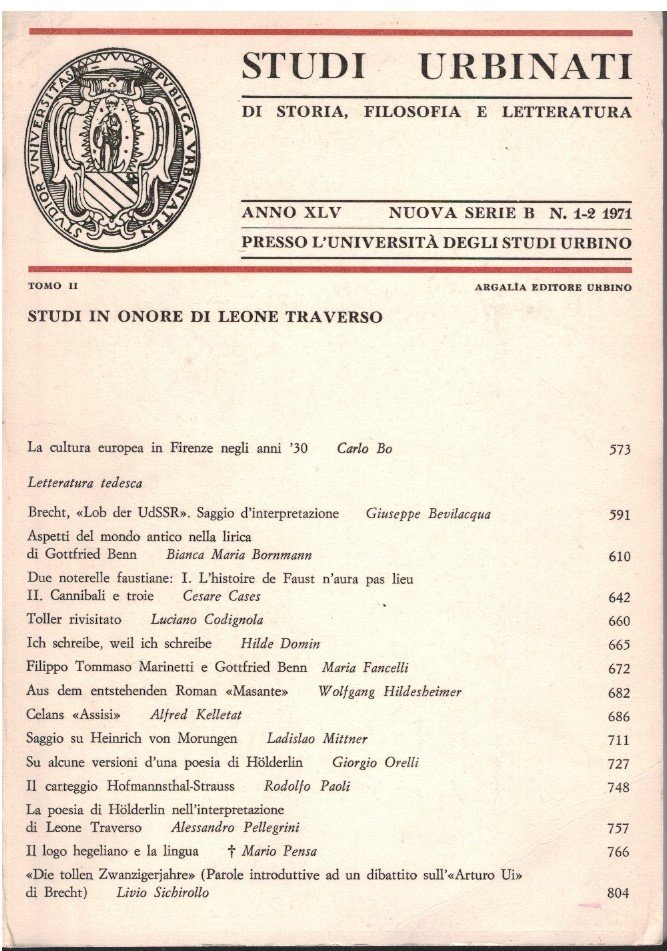 STVDIOR VNIVERSITAS PVBLICA VRBINATEN
STUDI URBINATI
DI STORIA, FILOSOFIA E LETTERATURA
ANNO XLV NUOVA SERIE B N. 1-2 1971
PRESSO L'UNIVERSITÀ DEGLI STUDI URBINO
TOMO II ARGALÌA EDITORE URBINO
STUDI IN ONORE DI LEONE TRAVERSO
La cultura europea in Firenze negli anni '30 Carlo Bo 573
Letteratura tedesca
Brecht, «Lob der UdSSR». Saggio d'interpretazione Giuseppe Bevilacqua 591
Aspetti del mondo antico nella lirica
di Gottfried Benn Bianca Maria Bornmann 610
Due noterelle faustiane: I. L'histoire de Faust n'aura pas lieu
II. Cannibali e troie Cesare Cases 642
Toller rivisitato Luciano Codignola 660
Ich schreibe, weil ich schreibe Hilde Domin 665
Filippo Tommaso Marinetti e Gottfried Benn Maria Fancelli 672
Aus dem entstehenden Roman «Masante» Wolfgang Hildesheimer 682
Celans «Assisi» Alfred Kelletat 686
Saggio su Heinrich von Morungen Ladislao Mittner 711
Su alcune versioni d'una poesia di Hölderlin Giorgio Orelli 727
Il carteggio Hofmannsthal-Strauss Rodolfo Paoli 748
La poesia di Hölderlin nell'interpretazione
di Leone Traverso Alessandro Pellegrini 757
Il logo hegeliano e la lingua † Mario Pensa 766
«Die tollen Zwanzigerjahre» (Parole introduttive ad un dibattito sull'«Arturo Ui»
di Brecht) Livio Sichirollo 804